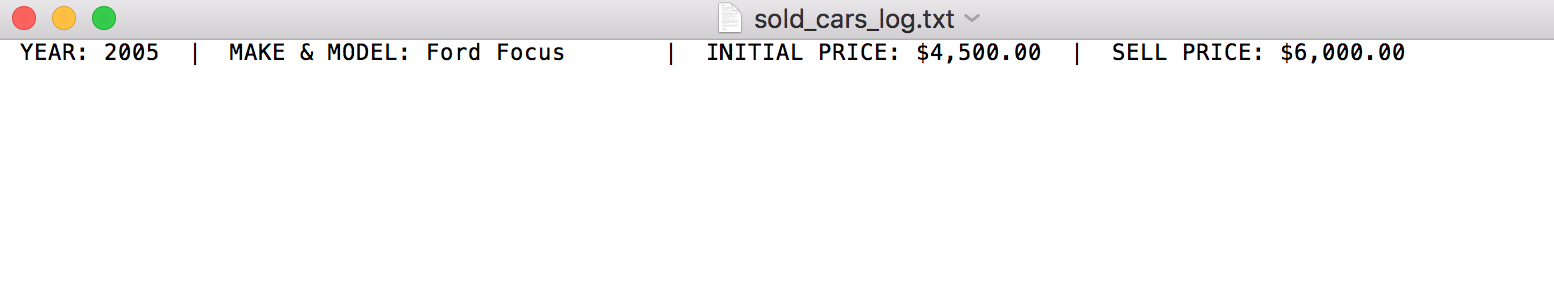 sold_cars_log.txt
YEAR: 2005  |  MAKE & MODEL: Ford Focus       |  INITIAL PRICE: $4,500.00  |  SELL PRICE: $6,000.00